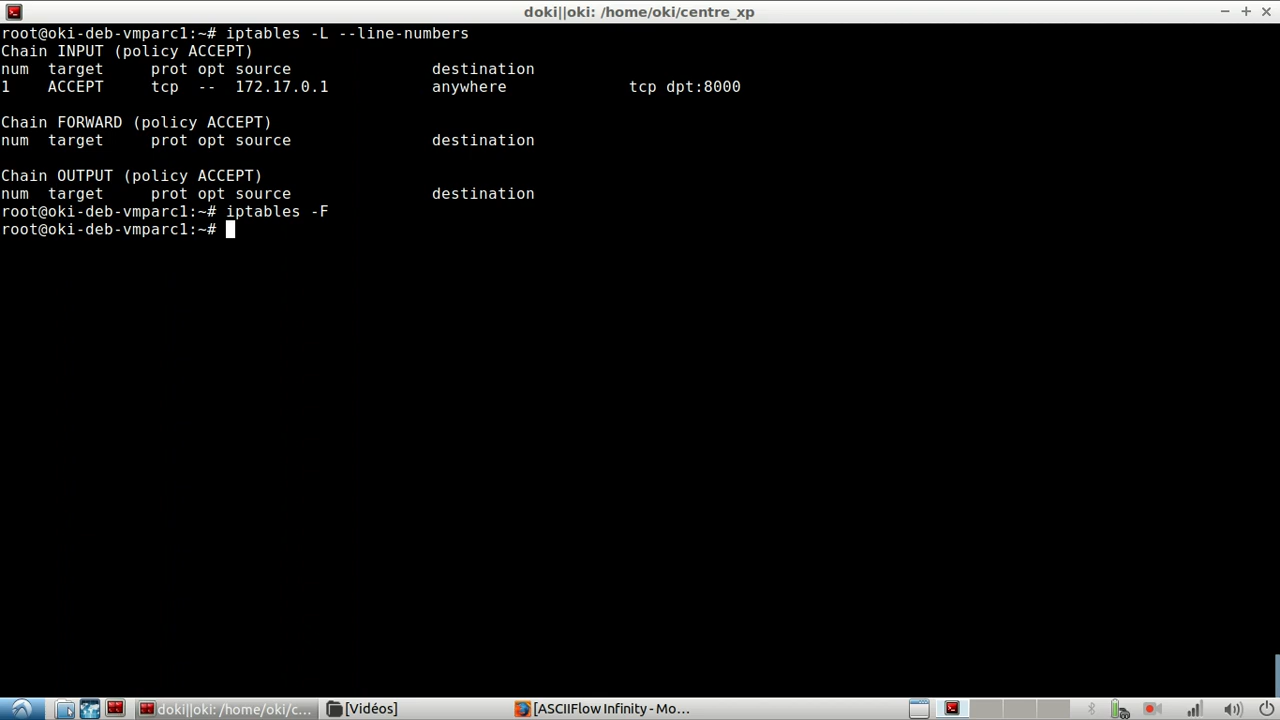 doki||oki: /home/oki/centre_xp
root@oki-deb-vmparc1:~# iptables -L --line-numbers
Chain INPUT (policy ACCEPT)
num  target     prot opt source               destination
1    ACCEPT     tcp  --  172.17.0.1           anywhere             tcp dpt:8000
Chain FORWARD (policy ACCEPT)
num  target     prot opt source               destination
Chain OUTPUT (policy ACCEPT)
num  target     prot opt source               destination
root@oki-deb-vmparc1:~# iptables -F
root@oki-deb-vmparc1:~#
doki||oki: /home/oki/c... [Vidéos] [ASCIIFlow Infinity - Mo...